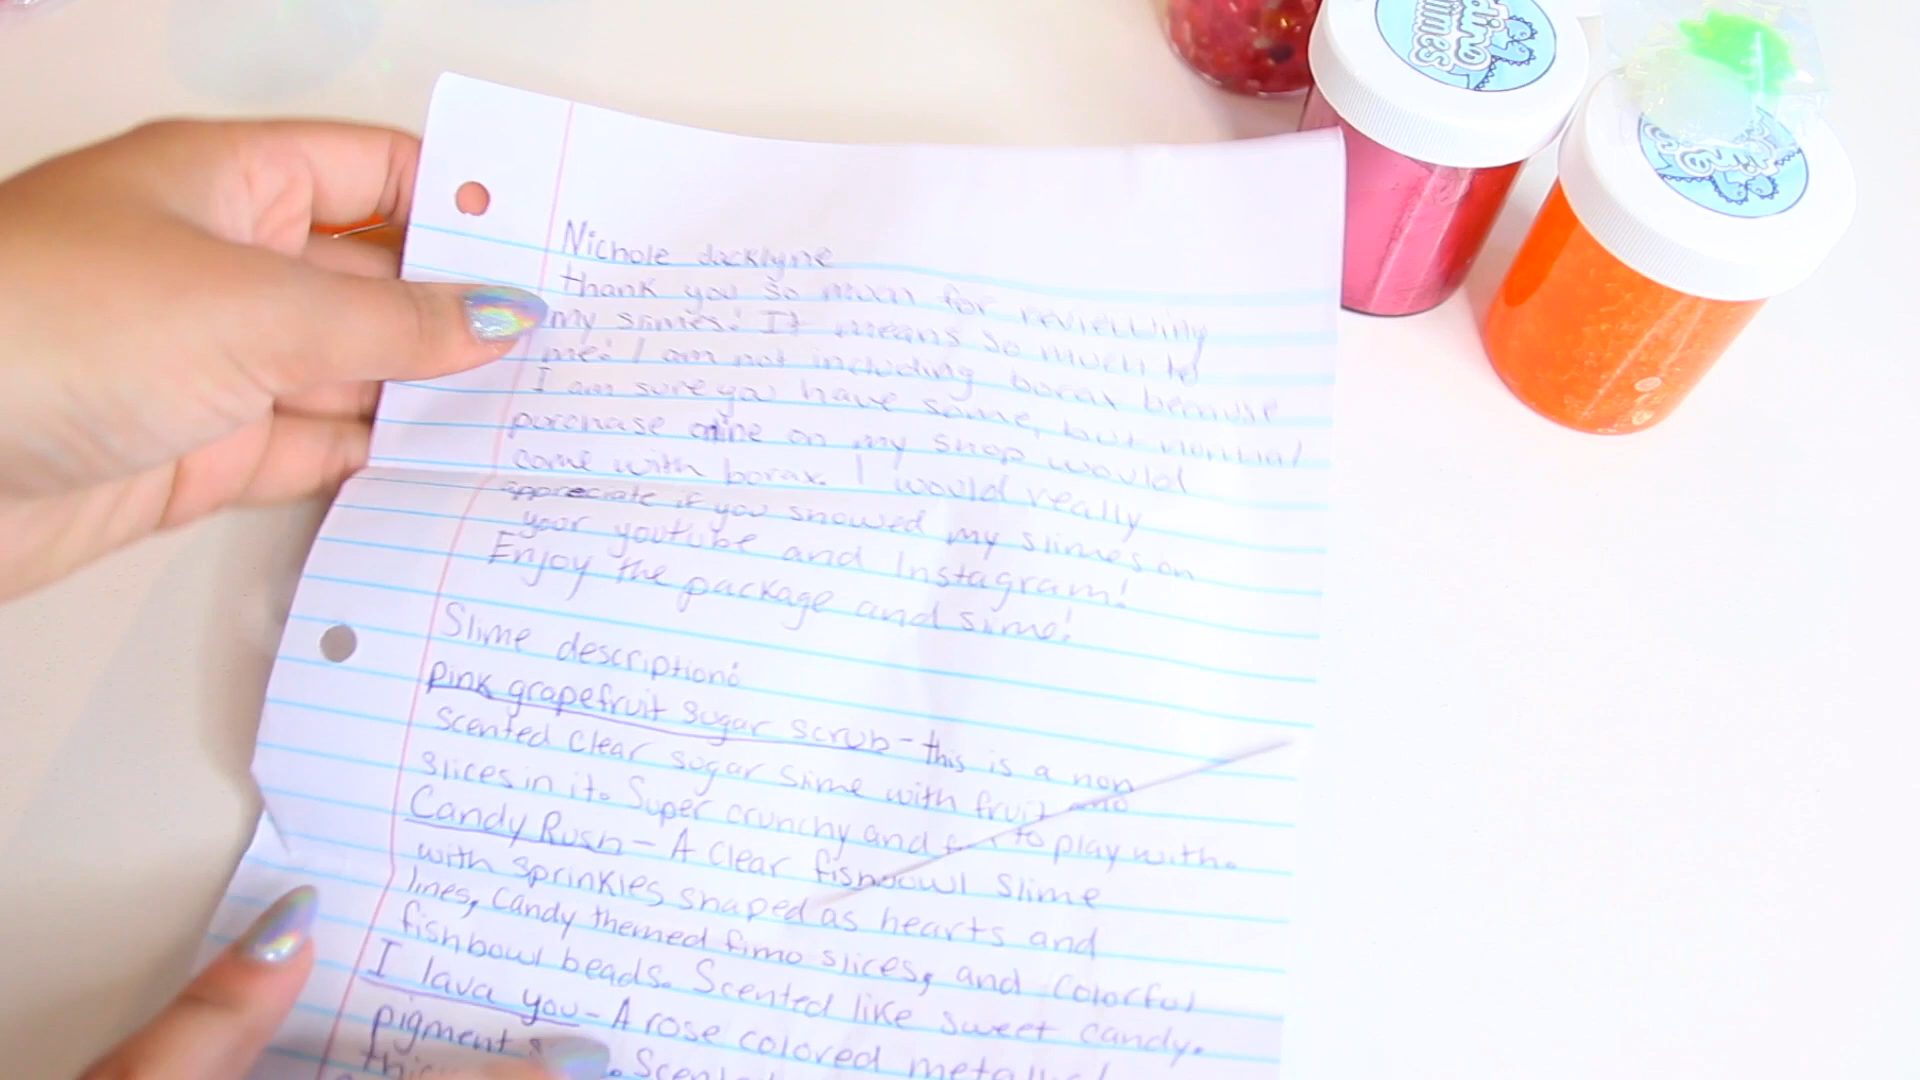 Nichole Jacklyne
thank you so much for reviewing
my slimes! It means so much to
me! I am not including borax because
I am sure you have some, but normal
purchase on my shop would
come with borax. I would really
appreciate if you showed my slimes on
your youtube and Instagram!
Enjoy the package and slime!
Slime description:
Pink grapefruit sugar scrub - this is a non
scented clear sugar slime with fruit
slices in it. Super crunchy and to play with.
Candy Rush - A clear fishbowl slime
with sprinkles shaped as hearts and
lines, candy themed fimo slices, and colorful
fishbowl beads. Scented like sweet candy.
I lava you - A rose colored metallic
pigment
dino
slimes